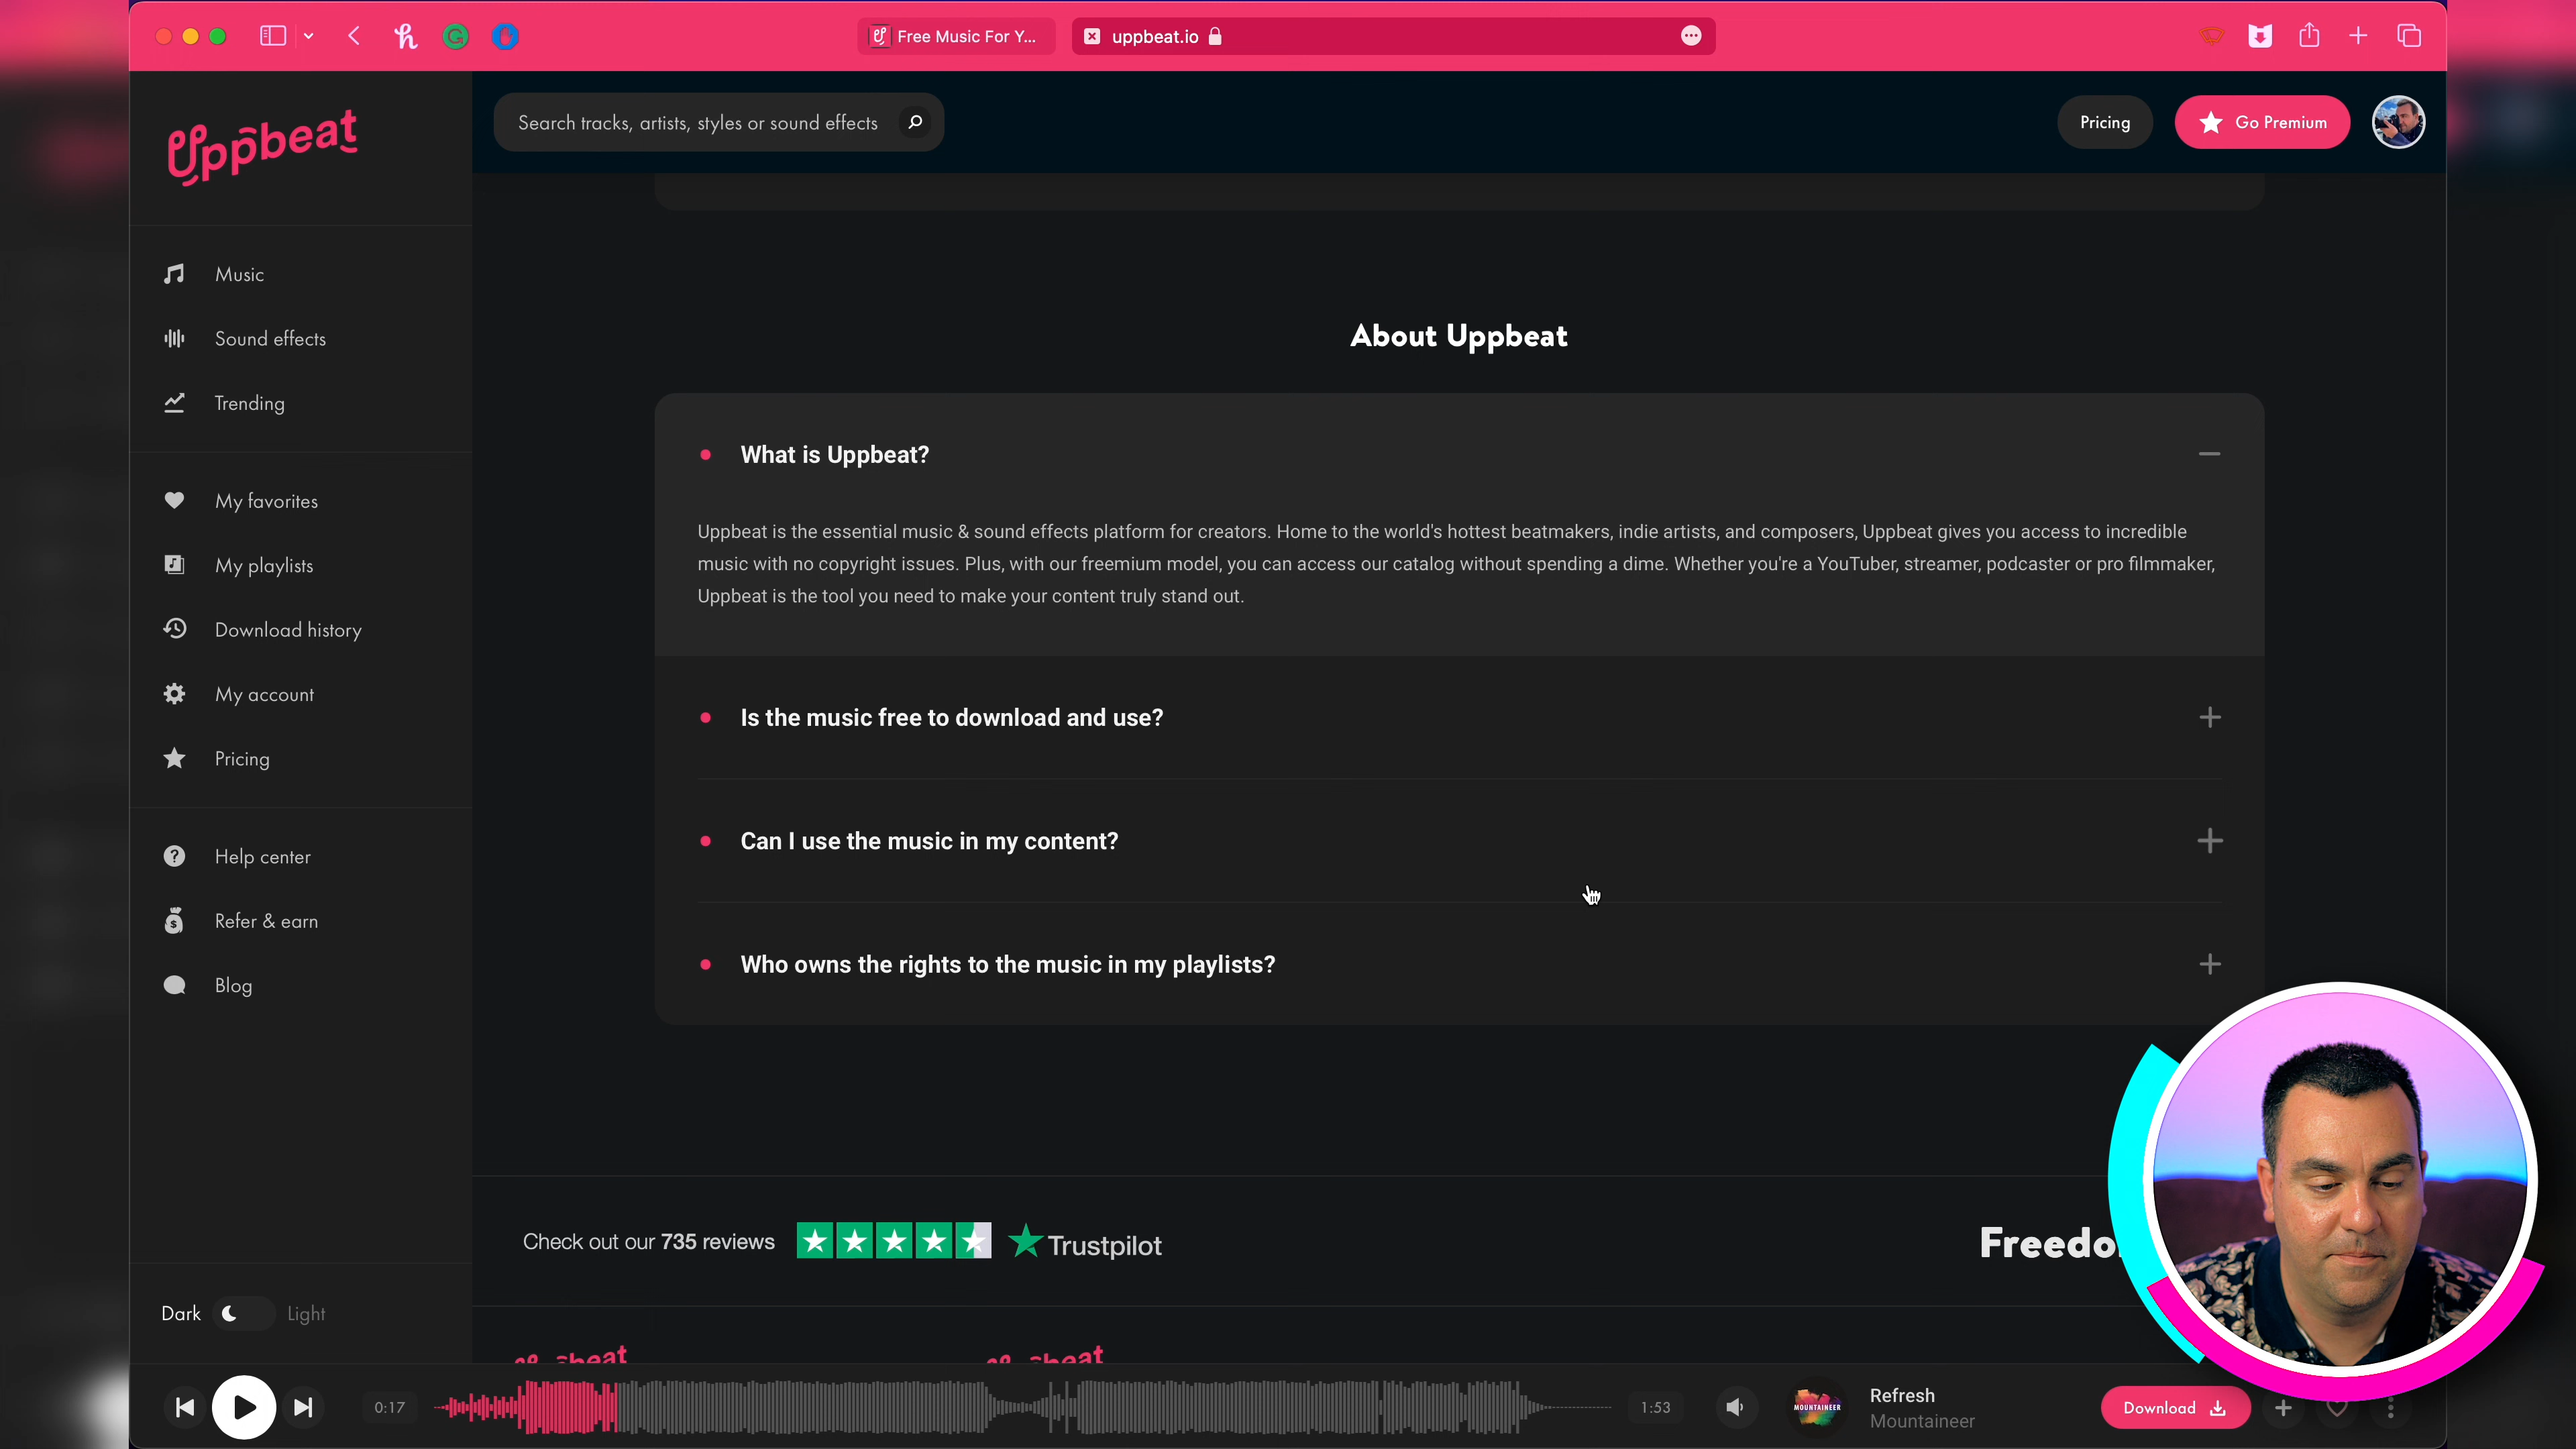 Free Music For Y...
uppbeat.io
Uppbeat
Search tracks, artists, styles or sound effects
Pricing
Go Premium
Music
Sound effects
Trending
My favorites
My playlists
Download history
My account
Pricing
Help center
Refer & earn
Blog
Dark
Light
About Uppbeat
What is Uppbeat?
Uppbeat is the essential music & sound effects platform for creators. Home to the world's hottest beatmakers, indie artists, and composers, Uppbeat gives you access to incredible
music with no copyright issues. Plus, with our freemium model, you can access our catalog without spending a dime. Whether you're a YouTuber, streamer, podcaster or pro filmmaker,
Uppbeat is the tool you need to make your content truly stand out.
Is the music free to download and use?
Can I use the music in my content?
Who owns the rights to the music in my playlists?
Check out our 735 reviews
Trustpilot
Freedo
0:17
1:53
MOUNTAINEER
Refresh
Mountaineer
Download